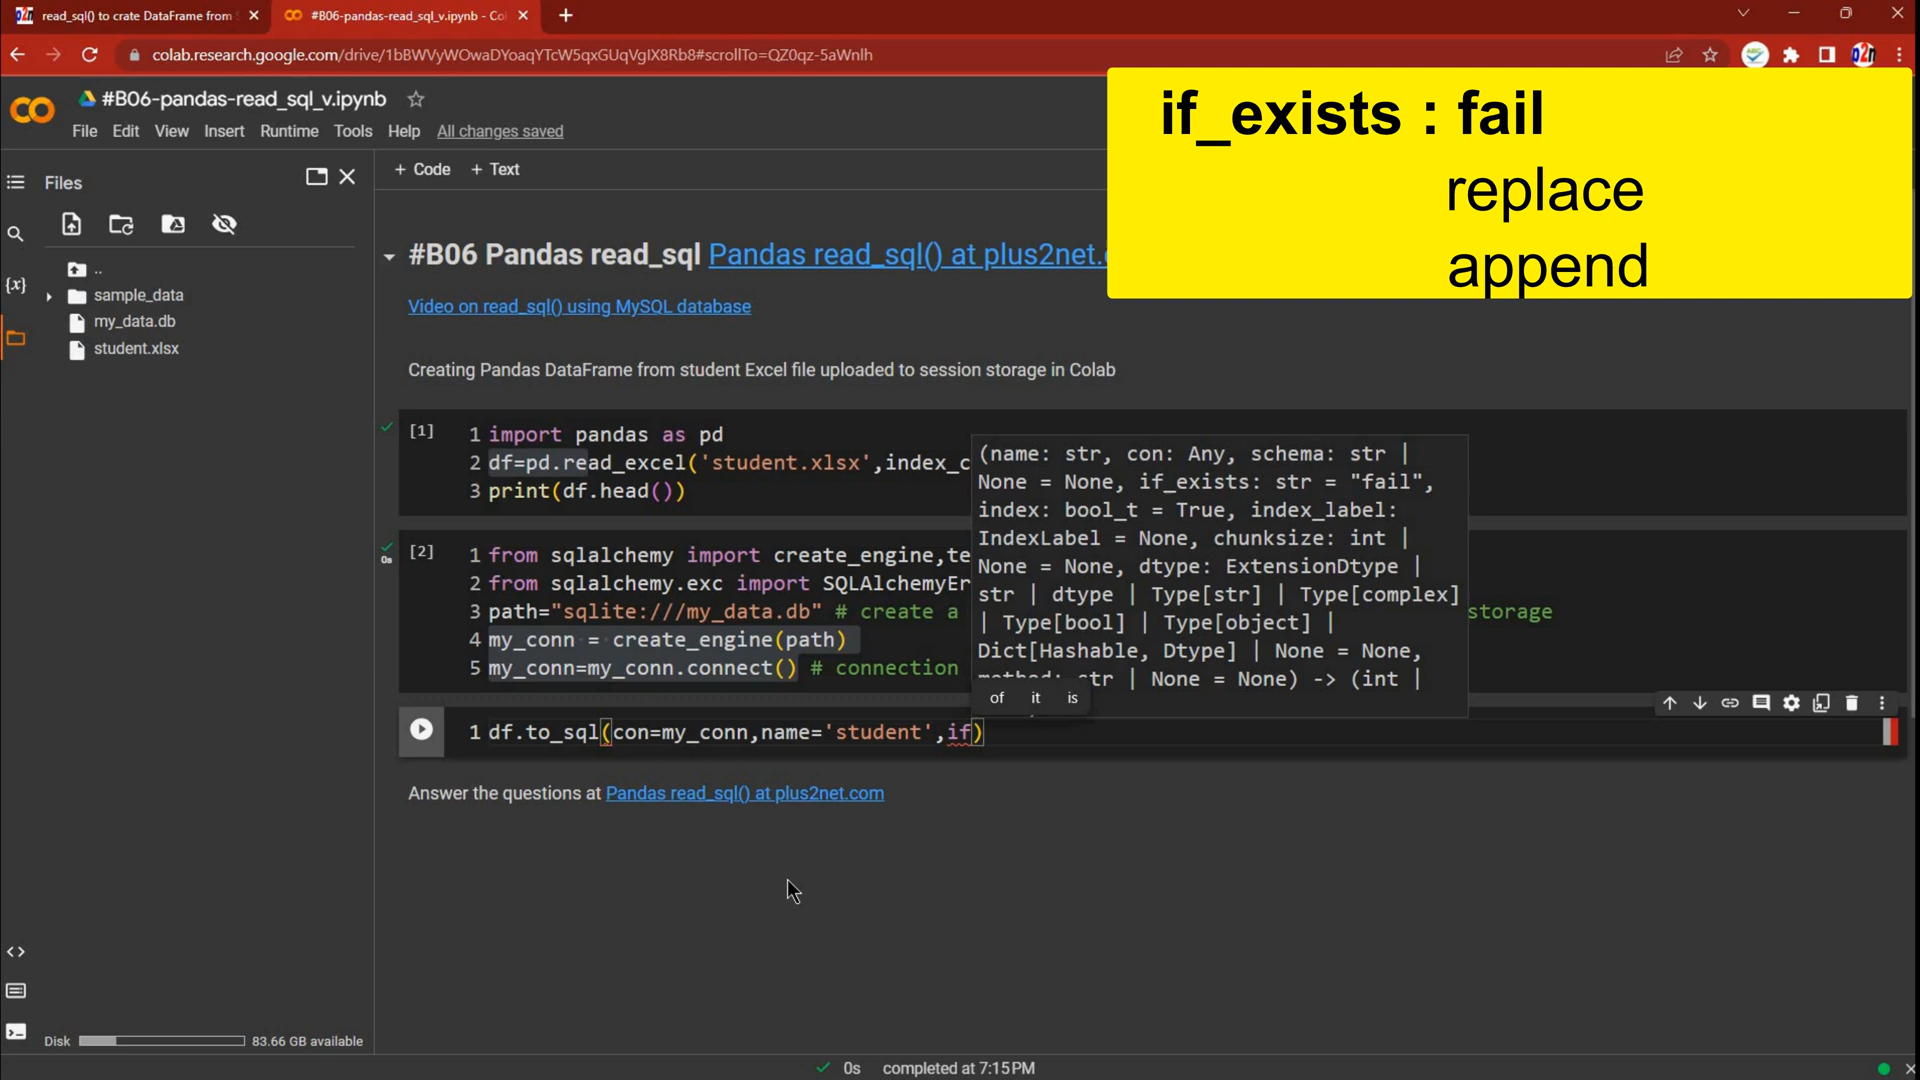 read_sql() to crate DataFrame from
#B06-pandas-read_sql_v.ipynb - Co
colab.research.google.com/drive/1bBWVyWOwaDYoaqYTcW5qxGUqVgIX8Rb8#scrollTo=QZ0qz-5aWnlh
if_exists : fail
replace
append
#B06-pandas-read_sql_v.ipynb
File Edit View Insert Runtime Tools Help All changes saved
Files
+ Code + Text
..
sample_data
my_data.db
student.xlsx
#B06 Pandas read_sql Pandas read_sql() at plus2net.
Video on read_sql() using MySQL database
Creating Pandas DataFrame from student Excel file uploaded to session storage in Colab
[1] 1 import pandas as pd
2 df=pd.read_excel('student.xlsx',index_c
3 print(df.head())
[2] 1 from sqlalchemy import create_engine,te
2 from sqlalchemy.exc import SQLAlchemyEr
3 path="sqlite:///my_data.db" # create a storage
4 my_conn = create_engine(path)
5 my_conn=my_conn.connect() # connection
0s
(name: str, con: Any, schema: str |
None = None, if_exists: str = "fail",
index: bool_t = True, index_label:
IndexLabel = None, chunksize: int |
None = None, dtype: ExtensionDtype |
str | dtype | Type[str] | Type[complex]
| Type[bool] | Type[object] |
Dict[Hashable, Dtype] | None = None,
method: str | None = None) -> (int |
of it is
1 df.to_sql(con=my_conn,name='student',if)
Answer the questions at Pandas read_sql() at plus2net.com
Disk 83.66 GB available
0s completed at 7:15 PM